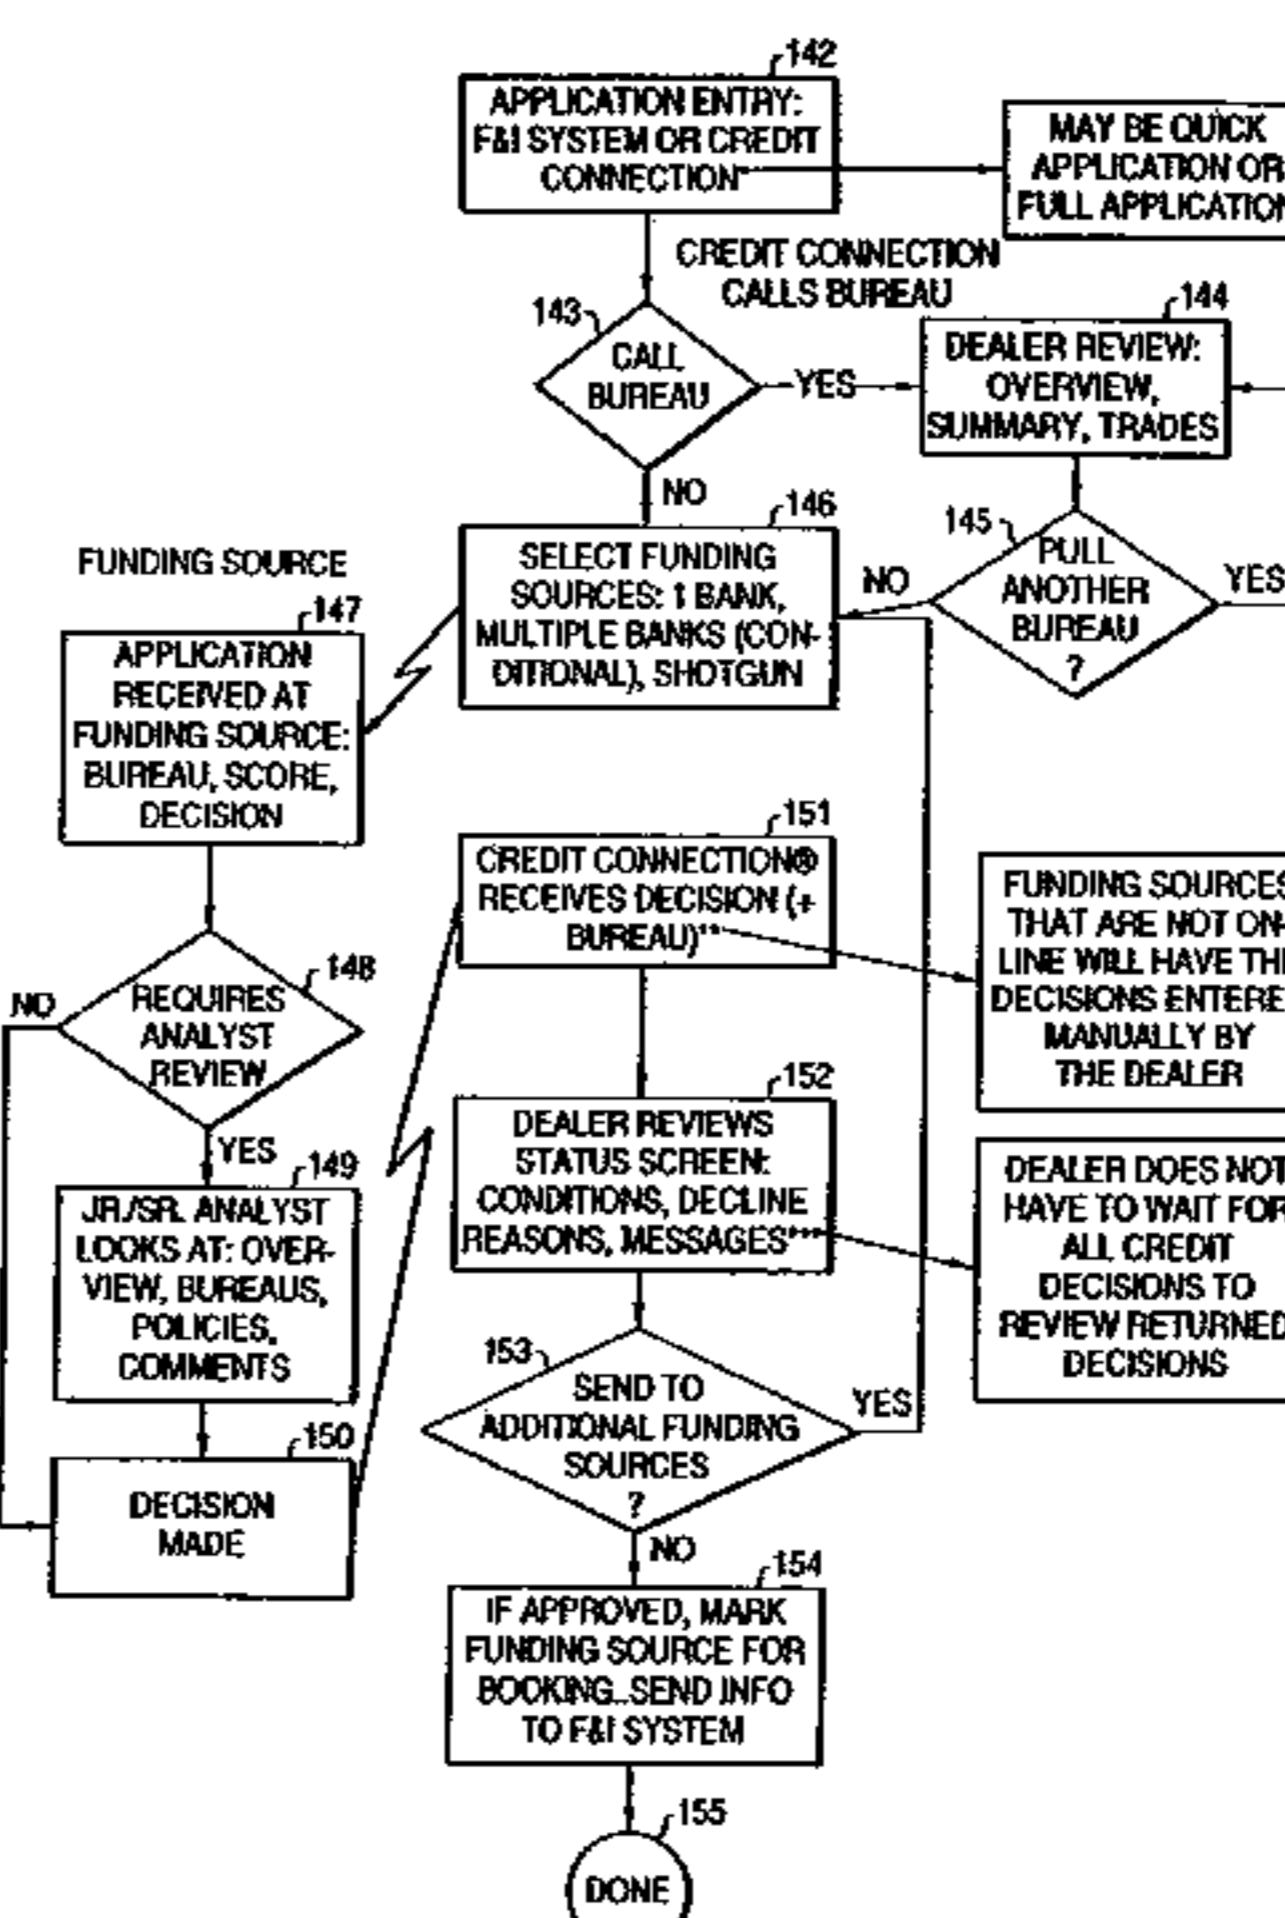 142
APPLICATION ENTRY:
F&I SYSTEM OR CREDIT
CONNECTION*
MAY BE QUICK
APPLICATION OR
FULL APPLICATION
CREDIT CONNECTION
CALLS BUREAU
143
CALL
BUREAU
YES
144
DEALER REVIEW:
OVERVIEW,
SUMMARY, TRADES
NO
145
PULL
ANOTHER
BUREAU
?
NO
YES
146
SELECT FUNDING
SOURCES: 1 BANK,
MULTIPLE BANKS (CON-
DITIONAL), SHOTGUN
FUNDING SOURCE
147
APPLICATION
RECEIVED AT
FUNDING SOURCE:
BUREAU, SCORE,
DECISION
148
REQUIRES
ANALYST
REVIEW
NO
YES
149
JR./SR. ANALYST
LOOKS AT: OVER-
VIEW, BUREAUS,
POLICIES,
COMMENTS
150
DECISION
MADE
151
CREDIT CONNECTION®
RECEIVES DECISION (+
BUREAU)**
FUNDING SOURCES
THAT ARE NOT ON-
LINE WILL HAVE THE
DECISIONS ENTERE
MANUALLY BY
THE DEALER
152
DEALER REVIEWS
STATUS SCREEN:
CONDITIONS, DECLINE
REASONS, MESSAGES***
DEALER DOES NOT
HAVE TO WAIT FOR
ALL CREDIT
DECISIONS TO
REVIEW RETURNED
DECISIONS
153
SEND TO
ADDITIONAL FUNDING
SOURCES
?
YES
NO
154
IF APPROVED, MARK
FUNDING SOURCE FOR
BOOKING...SEND INFO
TO F&I SYSTEM
155
DONE